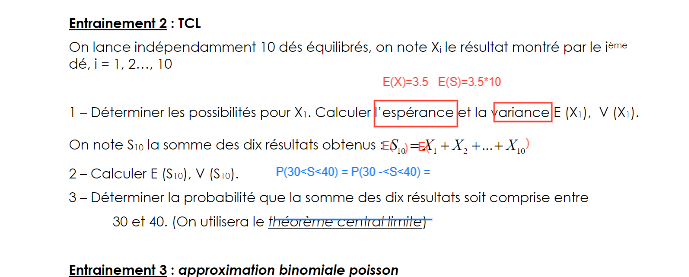 Entrainement 2 : TCL
On lance indépendamment 10 dés équilibrés, on note Xi le résultat montré par le ième
dé, i = 1, 2..., 10
E(X)=3.5 E(S)=3.5*10
1 – Déterminer les possibilités pour X1. Calculer l'espérance et la variance E (X1), V (X1).
On note S10 la somme des dix résultats obtenus : E(S10) =E(X1 + X2 + ... + X10)
2 – Calculer E (S10), V (S10). P(30<S<40) = P(30 -<S<40) =
3 – Déterminer la probabilité que la somme des dix résultats soit comprise entre
30 et 40. (On utilisera le théorème central limite)
Entrainement 3 : approximation binomiale poisson